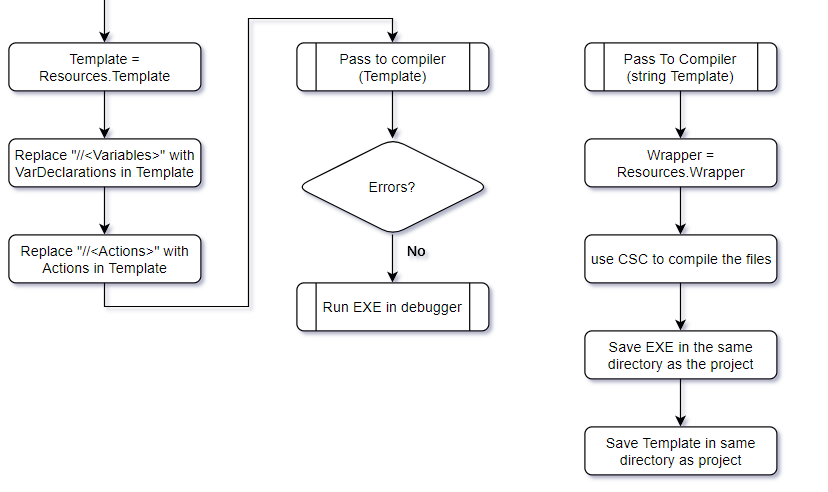 Template =
Resources.Template
Replace "//<Variables>" with
VarDeclarations in Template
Replace "//<Actions>" with
Actions in Template
Pass to compiler
(Template)
Errors?
No
Run EXE in debugger
Pass To Compiler
(string Template)
Wrapper =
Resources.Wrapper
use CSC to compile the files
Save EXE in the same
directory as the project
Save Template in same
directory as project